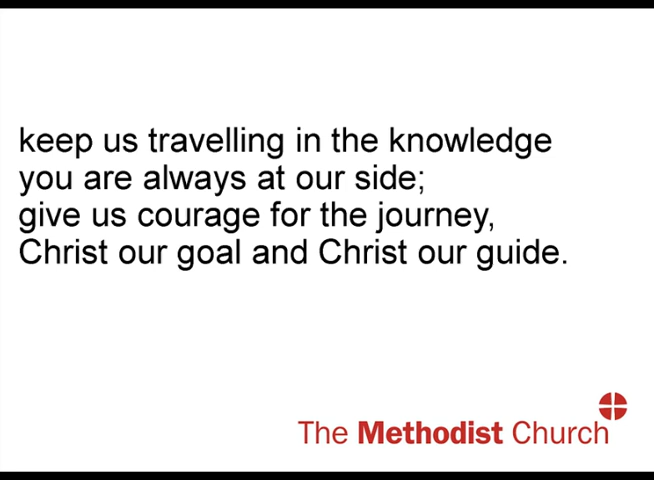 keep us travelling in the knowledge
you are always at our side;
give us courage for the journey,
Christ our goal and Christ our guide.
The Methodist Church